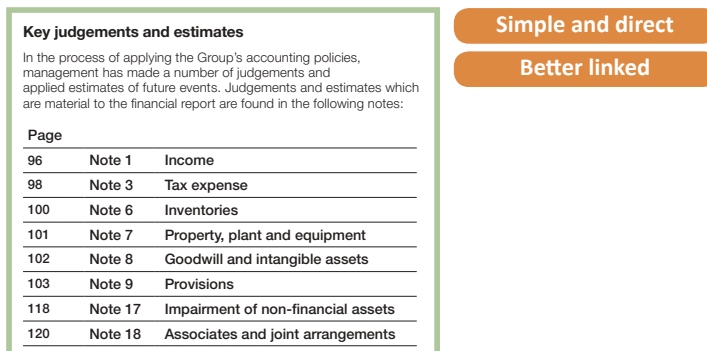 Key judgements and estimates
In the process of applying the Group's accounting policies,
management has made a number of judgements and
applied estimates of future events. Judgements and estimates which
are material to the financial report are found in the following notes:
Page
96 Note 1 Income
98 Note 3 Tax expense
100 Note 6 Inventories
101 Note 7 Property, plant and equipment
102 Note 8 Goodwill and intangible assets
103 Note 9 Provisions
118 Note 17 Impairment of non-financial assets
120 Note 18 Associates and joint arrangements
Simple and direct
Better linked